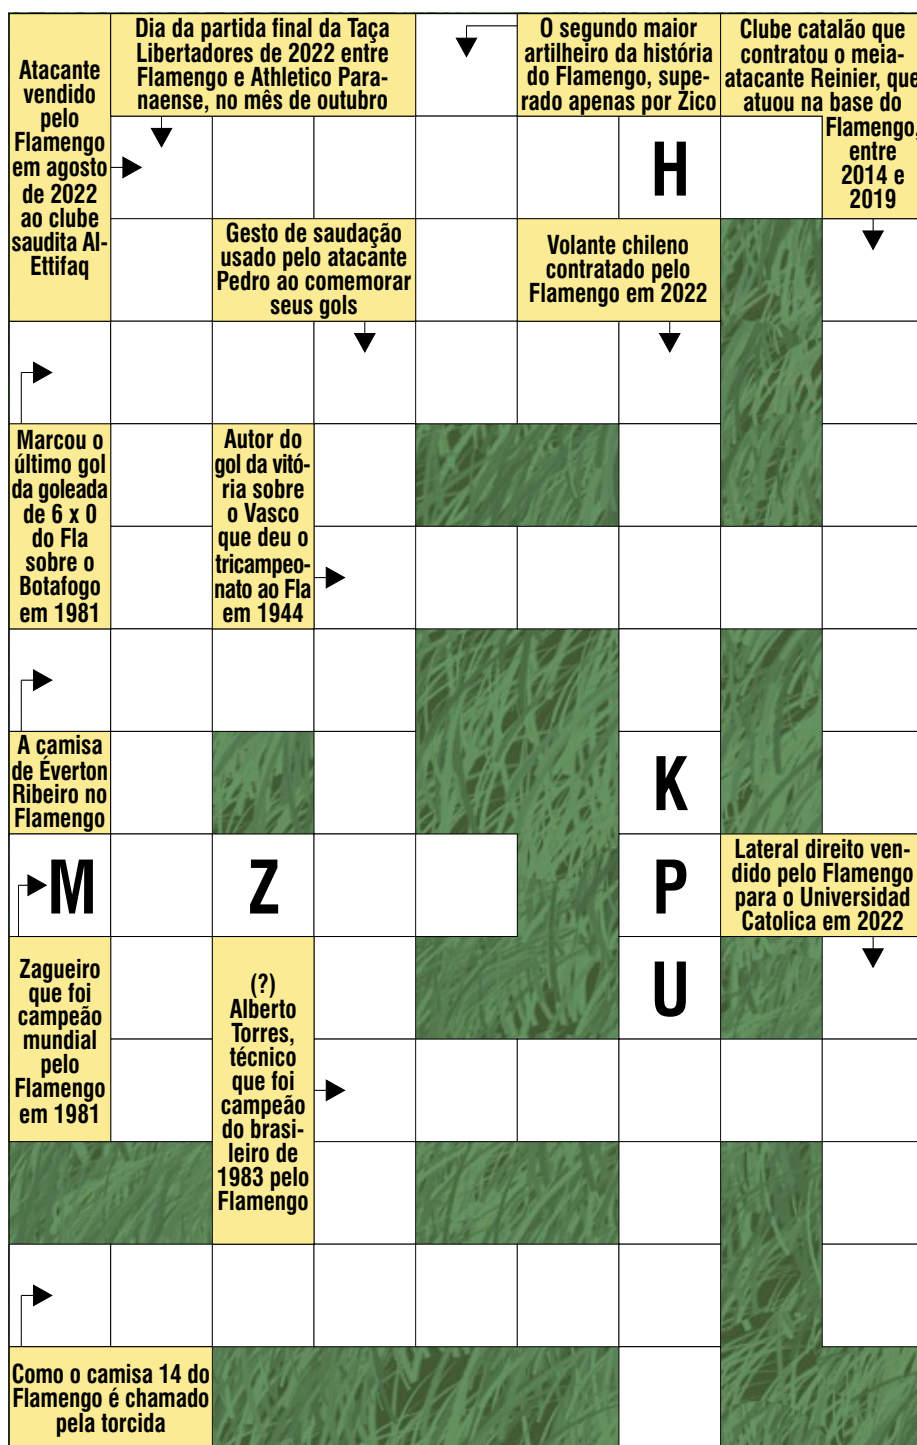 Atacante
vendido
pelo
Flamengo
em agosto
de 2022
ao clube
saudita Al-
Ettifaq
Dia da partida final da Taça
Libertadores de 2022 entre
Flamengo e Athletico Para-
naense, no mês de outubro
O segundo maior
artilheiro da história
do Flamengo, supe-
rado apenas por Zico
Clube catalão que
contratou o meia-
atacante Reinier, que
atuou na base do
Flamengo,
entre
2014 e
2019
H
Gesto de saudação
usado pelo atacante
Pedro ao comemorar
seus gols
Volante chileno
contratado pelo
Flamengo em 2022
Marcou o
último gol
da goleada
de 6 x 0
do Fla
sobre o
Botafogo
em 1981
Autor do
gol da vitó-
ria sobre
o Vasco
que deu o
tricampeo-
nato ao Fla
em 1944
A camisa
de Éverton
Ribeiro no
Flamengo
K
M
Z
P
Lateral direito ven-
dido pelo Flamengo
para o Universidad
Catolica em 2022
Zagueiro
que foi
campeão
mundial
pelo
Flamengo
em 1981
(?)
Alberto
Torres,
técnico
que foi
campeão
do brasi-
leiro de
1983 pelo
Flamengo
U
Como o camisa 14 do
Flamengo é chamado
pela torcida